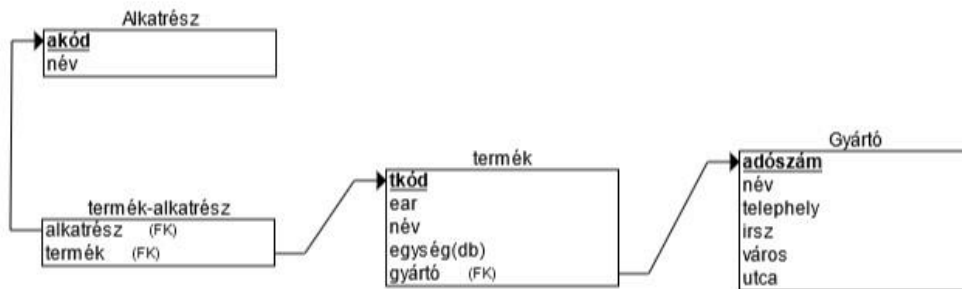 Alkatrész
akód
név
termék-alkatrész
alkatrész (FK)
termék (FK)
termék
tkód
ear
név
egység(db)
gyártó (FK)
Gyártó
adószám
név
telephely
irsz
város
utca